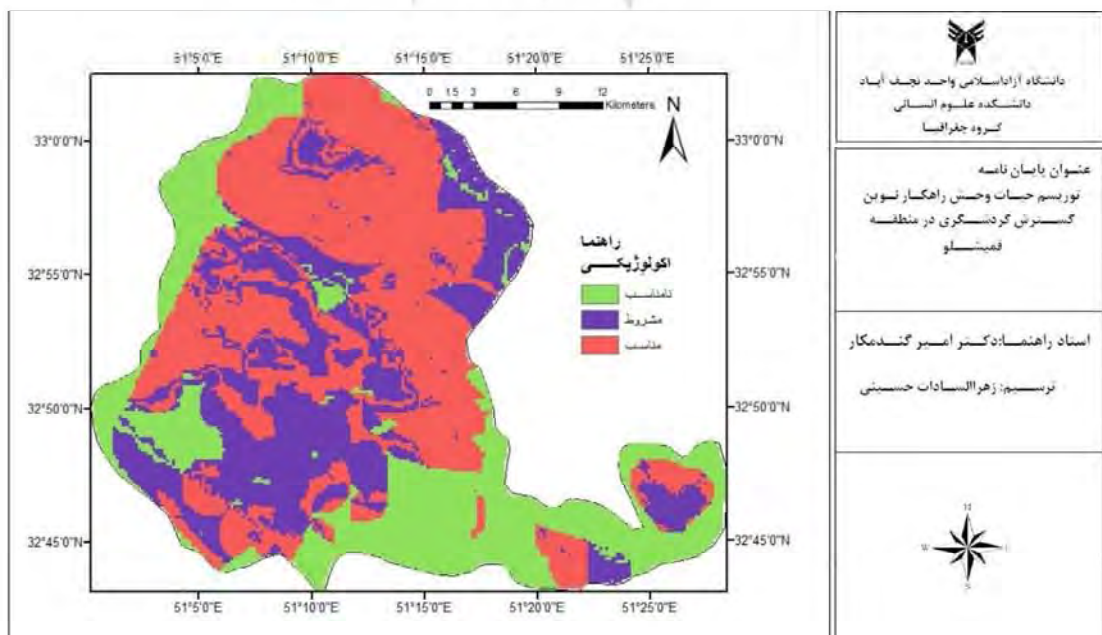 51°5'0"E 51°10'0"E 51°15'0"E 51°20'0"E 51°25'0"E
0 1.5 3 6 9 12
Kilometers
N
33°0'0"N 33°0'0"N
راهنما
اکولوژیکی
نامناسب
مشروط
مناسب
32°55'0"N 32°55'0"N
32°50'0"N 32°50'0"N
32°45'0"N 32°45'0"N
51°5'0"E 51°10'0"E 51°15'0"E 51°20'0"E 51°25'0"E
دانشگاه آزاداسلامی واحد نجف آباد
دانشکده علوم انسانی
گروه جغرافیا
عنوان پایان نامه
توریسم حیات وحش راهکار نوین
گسترش گردشگری در منطقه
قمیشلو
استاد راهنما:دکتر امیر گندمکار
ترسیم: زهراالسادات حسینی
N
W E
S